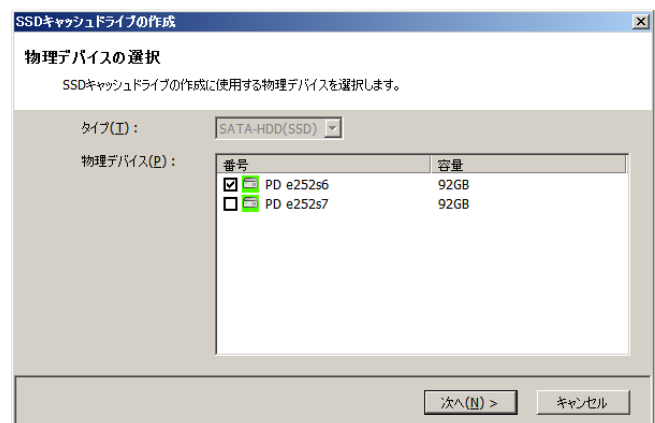 SSDキャッシュドライブの作成
物理デバイスの選択
SSDキャッシュドライブの作成に使用する物理デバイスを選択します。
タイプ(T)： SATA-HDD(SSD)
物理デバイス(P)： 番号 容量
PD e252s6 92GB
PD e252s7 92GB
次へ(N) > キャンセル